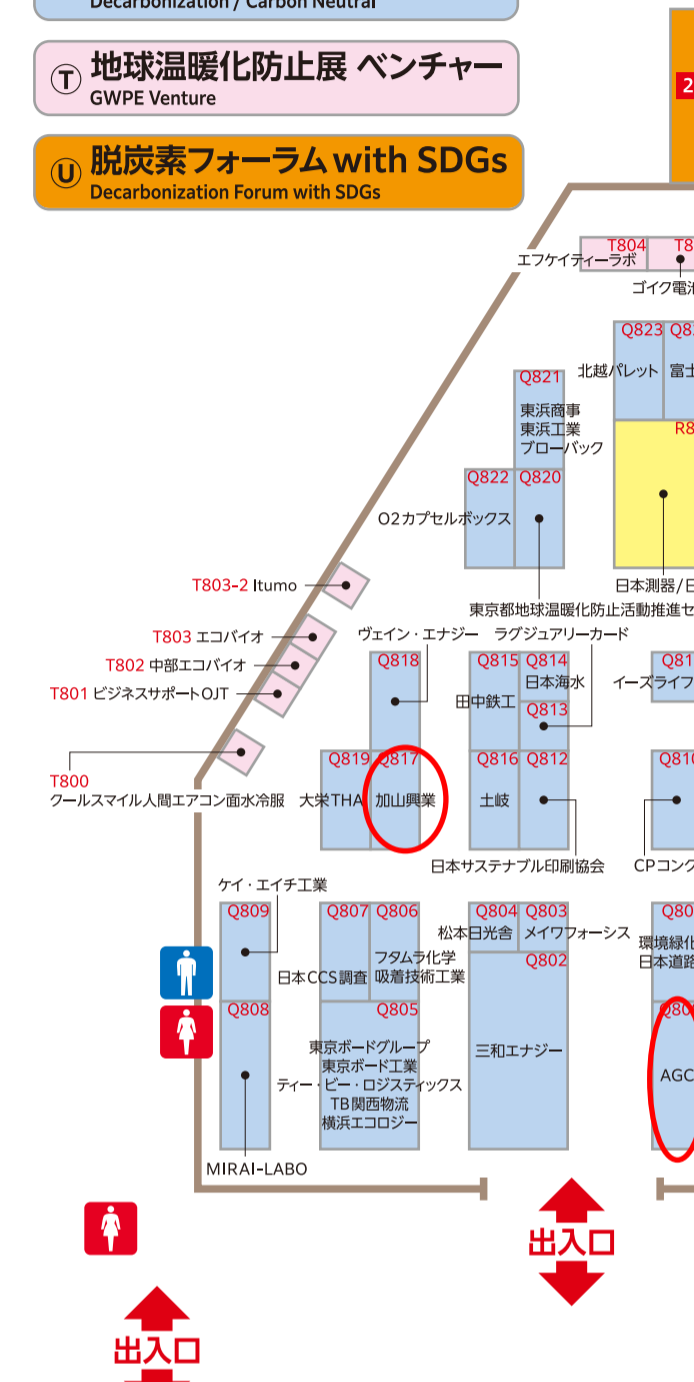 Decarbonization / Carbon Neutral
T 地球温暖化防止展 ベンチャー
GWPE Venture
U 脱炭素フォーラム with SDGs
Decarbonization Forum with SDGs
2
T804
T8
エフケイティーラボ
ゴイク電池
Q823
Q82
北越パレット
富士
Q821
東浜商事
東浜工業
ブローバック
R8
Q822
Q820
O2カプセルボックス
日本測器/日
東京都地球温暖化防止活動推進セ
T803-2 Itumo
T803 エコバイオ
T802 中部エコバイオ
T801 ビジネスサポートOJT
T800
クールスマイル人間エアコン面水冷服
ヴェイン・エナジー
ラグジュアリーカード
Q818
Q815
Q814
Q81
田中鉄工
日本海水
イーズライフ
Q813
Q819
Q817
Q816
Q812
Q810
大栄THA
加山興業
土岐
日本サステナブル印刷協会
CPコンク
ケイ・エイチ工業
Q809
Q807
Q806
Q804
Q803
Q80
松本日光舎
メイワフォーシス
環境緑化
日本道路
フタムラ化学
吸着技術工業
日本CCS調査
Q802
Q808
Q805
Q80
東京ボードグループ
東京ボード工業
ティー・ビー・ロジスティックス
TB関西物流
横浜エコロジー
三和エナジー
AGC
MIRAI-LABO
出入口
出入口